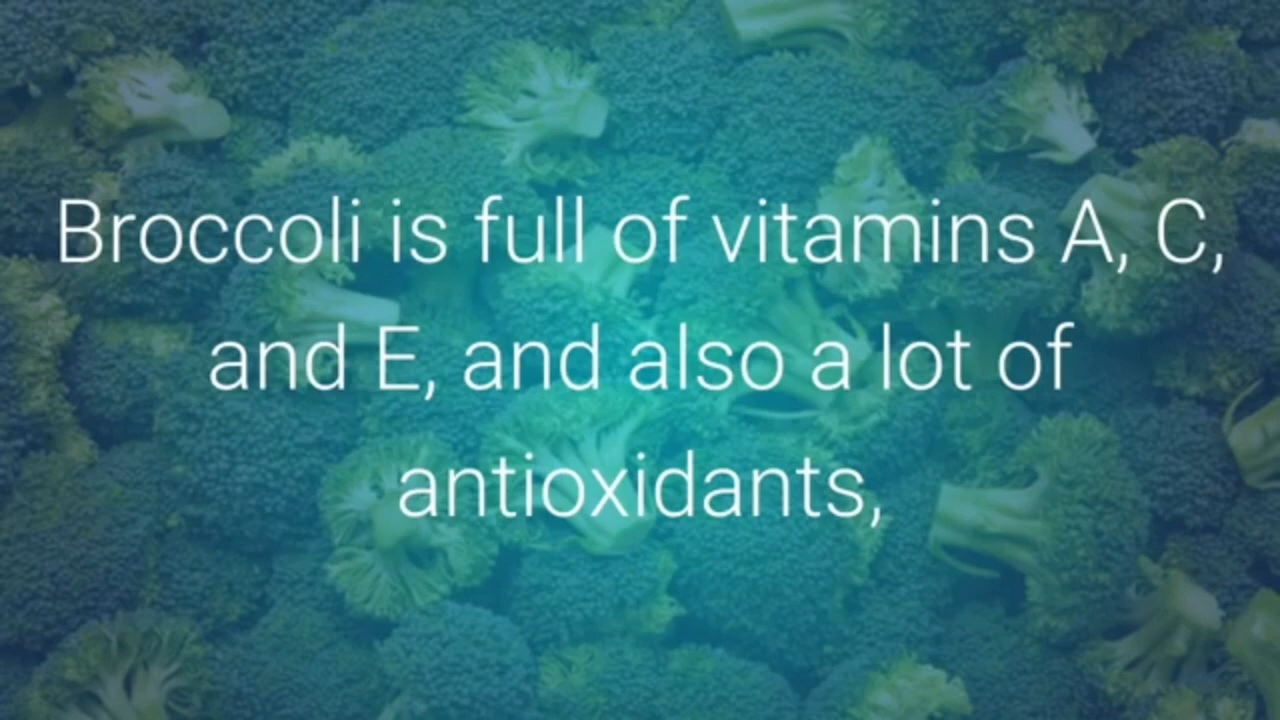 Broccoli is full of vitamins A, C,
and E, and also a lot of
antioxidants,